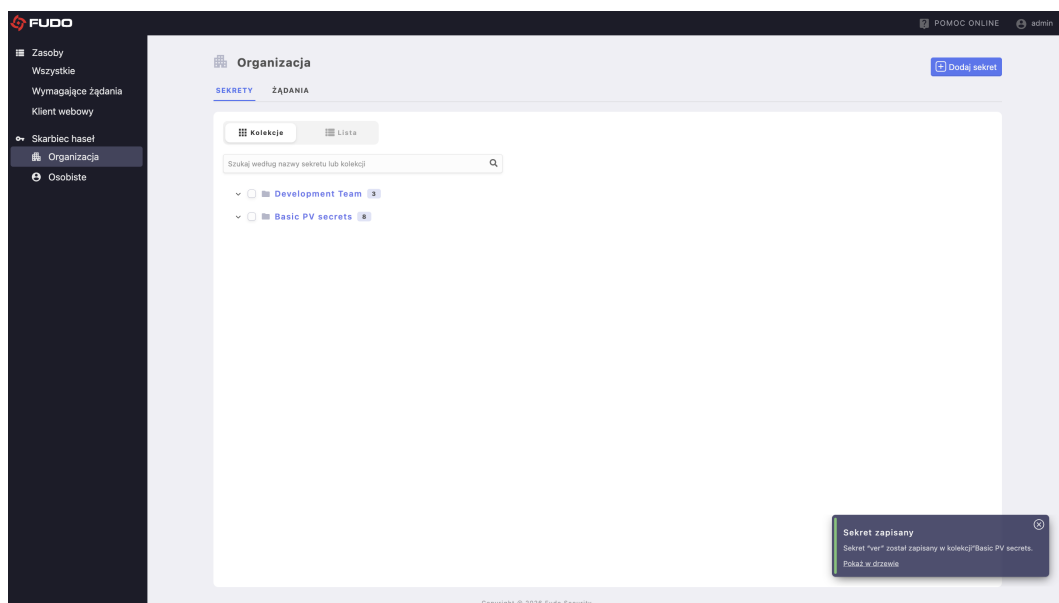 FUDO
POMOC ONLINE
admin
Zasoby
Wszystkie
Wymagające żądania
Klient webowy
Skarbiec haseł
Organizacja
Osobiste
Organizacja
Dodaj sekret
SEKRETY
ŻĄDANIA
Kolekcje
Lista
Szukaj według nazwy sekretu lub kolekcji
Development Team 3
Basic PV secrets 8
Sekret zapisany
Sekret "ver" został zapisany w kolekcji"Basic PV secrets.
Pokaż w drzewie